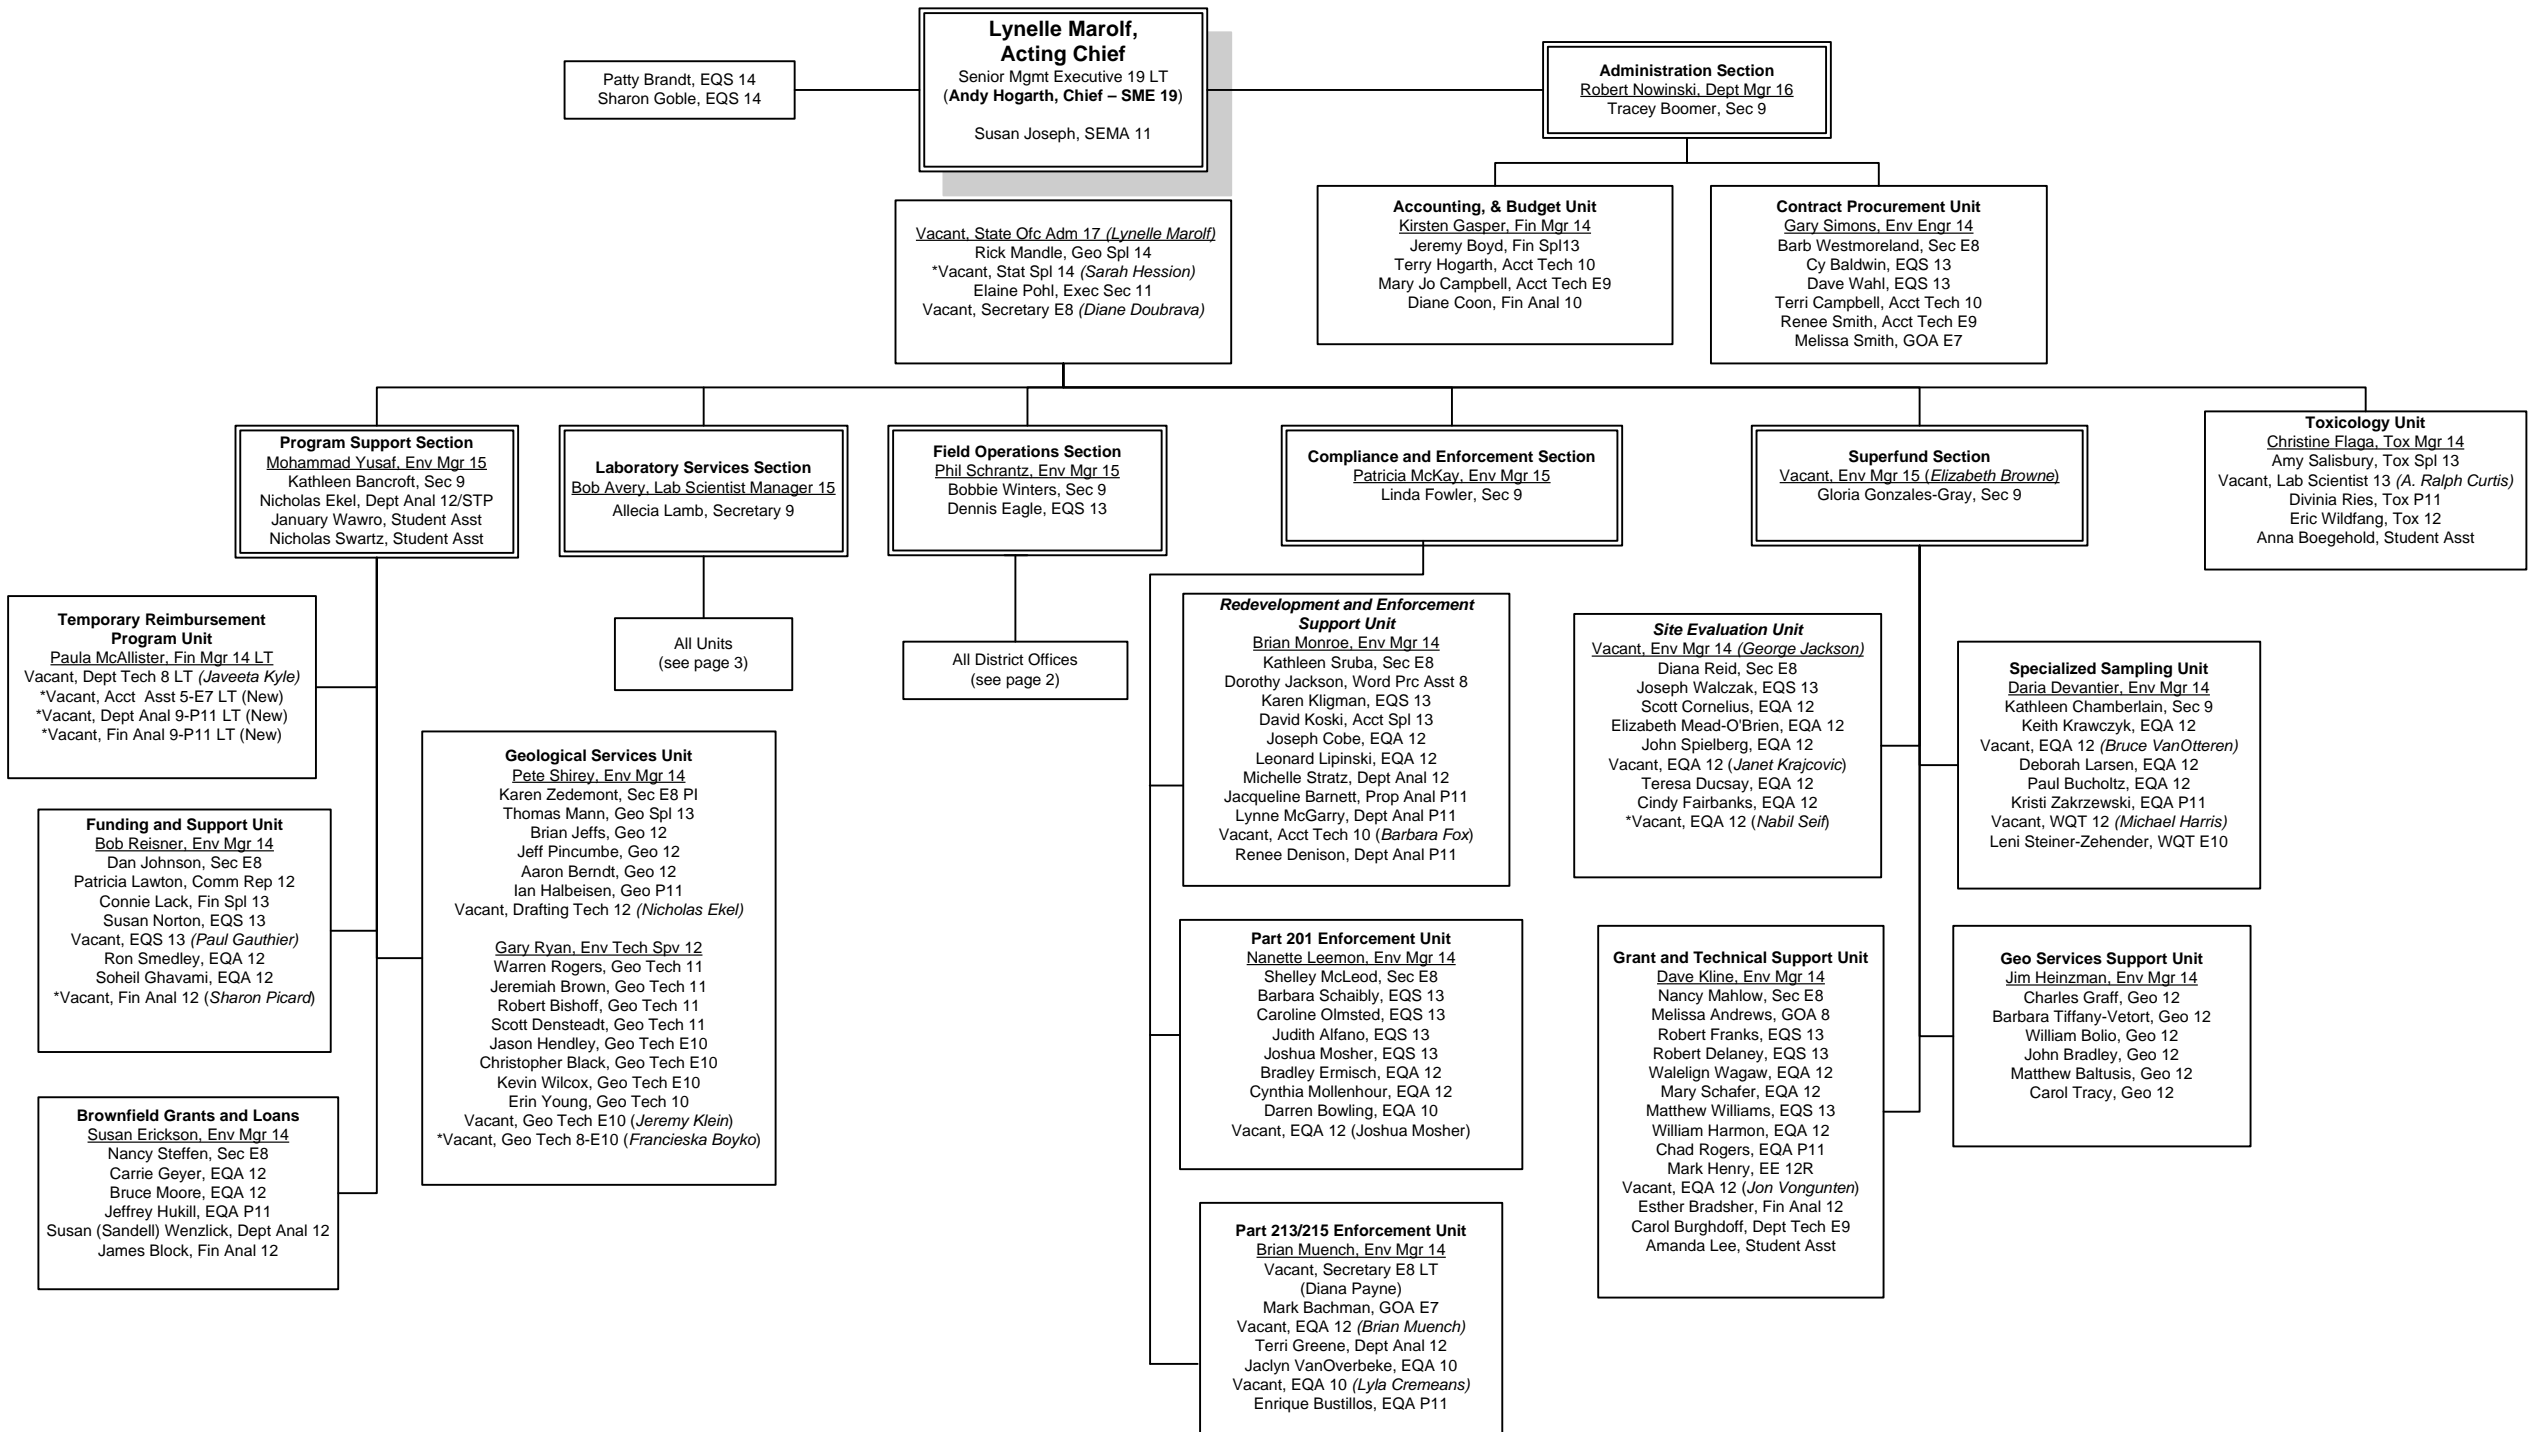 Lynelle Marolf,
Acting Chief
Senior Mgmt Executive 19 LT
(Andy Hogarth, Chief – SME 19)
Susan Joseph, SEMA 11
Patty Brandt, EQS 14
Sharon Goble, EQS 14
Administration Section
Robert Nowinski, Dept Mgr 16
Tracey Boomer, Sec 9
Accounting, & Budget Unit
Kirsten Gasper, Fin Mgr 14
Jeremy Boyd, Fin Spl13
Terry Hogarth, Acct Tech 10
Mary Jo Campbell, Acct Tech E9
Diane Coon, Fin Anal 10
Contract Procurement Unit
Gary Simons, Env Engr 14
Barb Westmoreland, Sec E8
Cy Baldwin, EQS 13
Dave Wahl, EQS 13
Terri Campbell, Acct Tech 10
Renee Smith, Acct Tech E9
Melissa Smith, GOA E7
Vacant, State Ofc Adm 17 (Lynelle Marolf)
Rick Mandle, Geo Spl 14
*Vacant, Stat Spl 14 (Sarah Hession)
Elaine Pohl, Exec Sec 11
Vacant, Secretary E8 (Diane Doubrava)
Program Support Section
Mohammad Yusaf, Env Mgr 15
Kathleen Bancroft, Sec 9
Nicholas Ekel, Dept Anal 12/STP
January Wawro, Student Asst
Nicholas Swartz, Student Asst
Laboratory Services Section
Bob Avery, Lab Scientist Manager 15
Allecia Lamb, Secretary 9
Field Operations Section
Phil Schrantz, Env Mgr 15
Bobbie Winters, Sec 9
Dennis Eagle, EQS 13
Compliance and Enforcement Section
Patricia McKay, Env Mgr 15
Linda Fowler, Sec 9
Superfund Section
Vacant, Env Mgr 15 (Elizabeth Browne)
Gloria Gonzales-Gray, Sec 9
Toxicology Unit
Christine Flaga, Tox Mgr 14
Amy Salisbury, Tox Spl 13
Vacant, Lab Scientist 13 (A. Ralph Curtis)
Divinia Ries, Tox P11
Eric Wildfang, Tox 12
Anna Boegehold, Student Asst
Temporary Reimbursement
Program Unit
Paula McAllister, Fin Mgr 14 LT
Vacant, Dept Tech 8 LT (Javeeta Kyle)
*Vacant, Acct Asst 5-E7 LT (New)
*Vacant, Dept Anal 9-P11 LT (New)
*Vacant, Fin Anal 9-P11 LT (New)
All Units
(see page 3)
All District Offices
(see page 2)
Geological Services Unit
Pete Shirey, Env Mgr 14
Karen Zedemont, Sec E8 PI
Thomas Mann, Geo Spl 13
Brian Jeffs, Geo 12
Jeff Pincumbe, Geo 12
Aaron Berndt, Geo 12
Ian Halbeisen, Geo P11
Vacant, Drafting Tech 12 (Nicholas Ekel)
Gary Ryan, Env Tech Spv 12
Warren Rogers, Geo Tech 11
Jeremiah Brown, Geo Tech 11
Robert Bishoff, Geo Tech 11
Scott Densteadt, Geo Tech 11
Jason Hendley, Geo Tech E10
Christopher Black, Geo Tech E10
Kevin Wilcox, Geo Tech E10
Erin Young, Geo Tech 10
Vacant, Geo Tech E10 (Jeremy Klein)
*Vacant, Geo Tech 8-E10 (Francieska Boyko)
Funding and Support Unit
Bob Reisner, Env Mgr 14
Dan Johnson, Sec E8
Patricia Lawton, Comm Rep 12
Connie Lack, Fin Spl 13
Susan Norton, EQS 13
Vacant, EQS 13 (Paul Gauthier)
Ron Smedley, EQA 12
Soheil Ghavami, EQA 12
*Vacant, Fin Anal 12 (Sharon Picard)
Brownfield Grants and Loans
Susan Erickson, Env Mgr 14
Nancy Steffen, Sec E8
Carrie Geyer, EQA 12
Bruce Moore, EQA 12
Jeffrey Hukill, EQA P11
Susan (Sandell) Wenzlick, Dept Anal 12
James Block, Fin Anal 12
Redevelopment and Enforcement
Support Unit
Brian Monroe, Env Mgr 14
Kathleen Sruba, Sec E8
Dorothy Jackson, Word Prc Asst 8
Karen Kligman, EQS 13
David Koski, Acct Spl 13
Joseph Cobe, EQA 12
Leonard Lipinski, EQA 12
Michelle Stratz, Dept Anal 12
Jacqueline Barnett, Prop Anal P11
Lynne McGarry, Dept Anal P11
Vacant, Acct Tech 10 (Barbara Fox)
Renee Denison, Dept Anal P11
Part 201 Enforcement Unit
Nanette Leemon, Env Mgr 14
Shelley McLeod, Sec E8
Barbara Schaibly, EQS 13
Caroline Olmsted, EQS 13
Judith Alfano, EQS 13
Joshua Mosher, EQS 13
Bradley Ermisch, EQA 12
Cynthia Mollenhour, EQA 12
Darren Bowling, EQA 10
Vacant, EQA 12 (Joshua Mosher)
Part 213/215 Enforcement Unit
Brian Muench, Env Mgr 14
Vacant, Secretary E8 LT
(Diana Payne)
Mark Bachman, GOA E7
Vacant, EQA 12 (Brian Muench)
Terri Greene, Dept Anal 12
Jaclyn VanOverbeke, EQA 10
Vacant, EQA 10 (Lyla Cremeans)
Enrique Bustillos, EQA P11
Site Evaluation Unit
Vacant, Env Mgr 14 (George Jackson)
Diana Reid, Sec E8
Joseph Walczak, EQS 13
Scott Cornelius, EQA 12
Elizabeth Mead-O'Brien, EQA 12
John Spielberg, EQA 12
Vacant, EQA 12 (Janet Krajcovic)
Teresa Ducsay, EQA 12
Cindy Fairbanks, EQA 12
*Vacant, EQA 12 (Nabil Seif)
Specialized Sampling Unit
Daria Devantier, Env Mgr 14
Kathleen Chamberlain, Sec 9
Keith Krawczyk, EQA 12
Vacant, EQA 12 (Bruce VanOtteren)
Deborah Larsen, EQA 12
Paul Bucholtz, EQA 12
Kristi Zakrzewski, EQA P11
Vacant, WQT 12 (Michael Harris)
Leni Steiner-Zehender, WQT E10
Grant and Technical Support Unit
Dave Kline, Env Mgr 14
Nancy Mahlow, Sec E8
Melissa Andrews, GOA 8
Robert Franks, EQS 13
Robert Delaney, EQS 13
Walelign Wagaw, EQA 12
Mary Schafer, EQA 12
Matthew Williams, EQS 13
William Harmon, EQA 12
Chad Rogers, EQA P11
Mark Henry, EE 12R
Vacant, EQA 12 (Jon Vongunten)
Esther Bradsher, Fin Anal 12
Carol Burghdoff, Dept Tech E9
Amanda Lee, Student Asst
Geo Services Support Unit
Jim Heinzman, Env Mgr 14
Charles Graff, Geo 12
Barbara Tiffany-Vetort, Geo 12
William Bolio, Geo 12
John Bradley, Geo 12
Matthew Baltusis, Geo 12
Carol Tracy, Geo 12